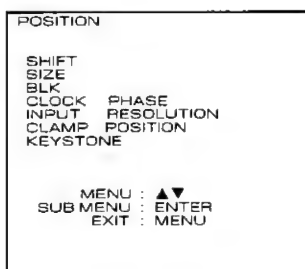 POSITION
SHIFT
SIZE
BLK
CLOCK PHASE
INPUT RESOLUTION
CLAMP POSITION
KEYSTONE
MENU : ▲▼
SUB MENU : ENTER
EXIT : MENU